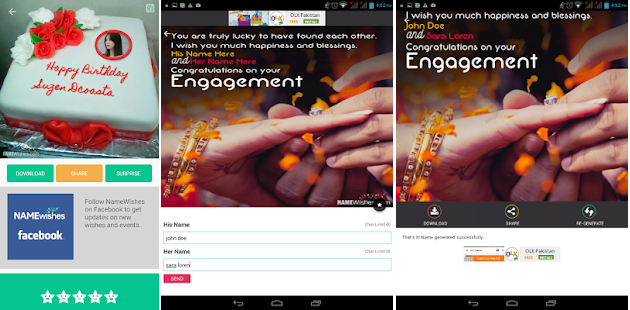 Happy Birthday
Suzen Dcoasta
DOWNLOAD
SHARE
SURPRISE
NAMEwishes
facebook
Follow NameWishes
on Facebook to get
updates on new
wishes and events..
OLX Pakistan
FREE
INSTALL
You are truly lucky to have found each other.
I wish you much happiness and blessings.
His Name Here
and Her Name Here
Congratulations on your
Engagement
NAMEWishes
His Name
Char Limit:40
john doe
Her Name
Char Limit:35
sara loren
SEND
4:52 PM
I wish you much happiness and blessings.
John Doe
and Sara Loren
Congratulations on your
Engagement
DOWNLOAD
SHARE
RE-GENERATE
That's it! Name generated successfully
OLX Pakistan
FREE
INSTALL